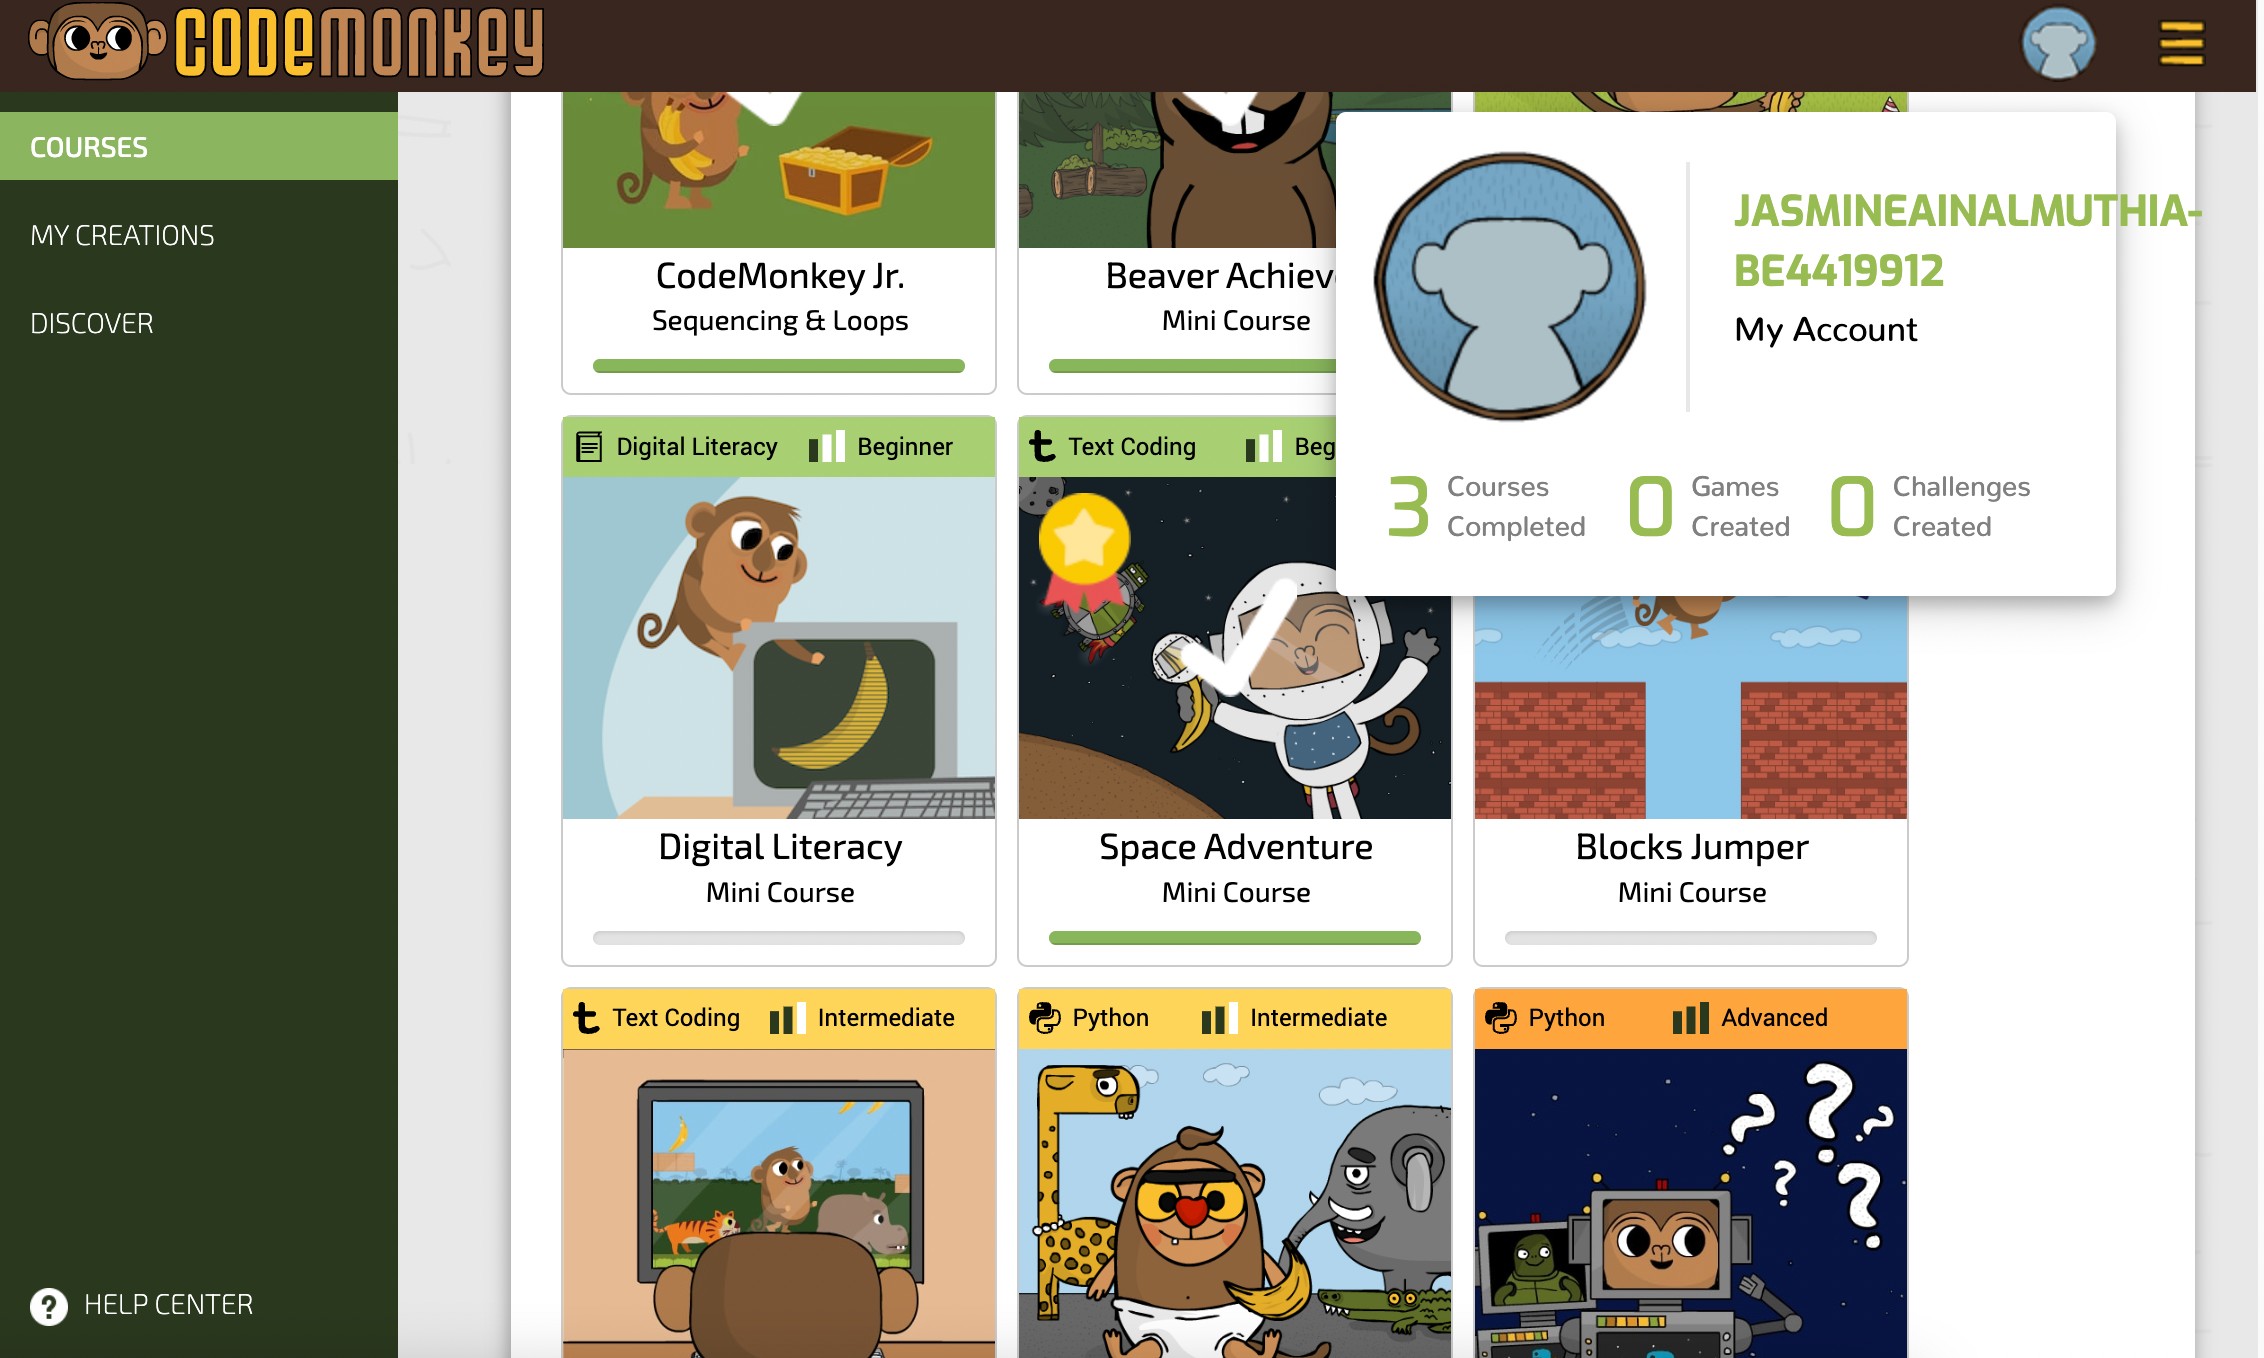 CODEMONKEY
COURSES
MY CREATIONS
DISCOVER
HELP CENTER
CodeMonkey Jr.
Sequencing & Loops
Beaver Achiev
Mini Course
JASMINEAINALMUTHIA-
BE4419912
My Account
3 Courses Completed
0 Games Created
0 Challenges Created
Digital Literacy Beginner
Digital Literacy
Mini Course
Text Coding Beg
Space Adventure
Mini Course
Blocks Jumper
Mini Course
Text Coding Intermediate
Python Intermediate
Python Advanced